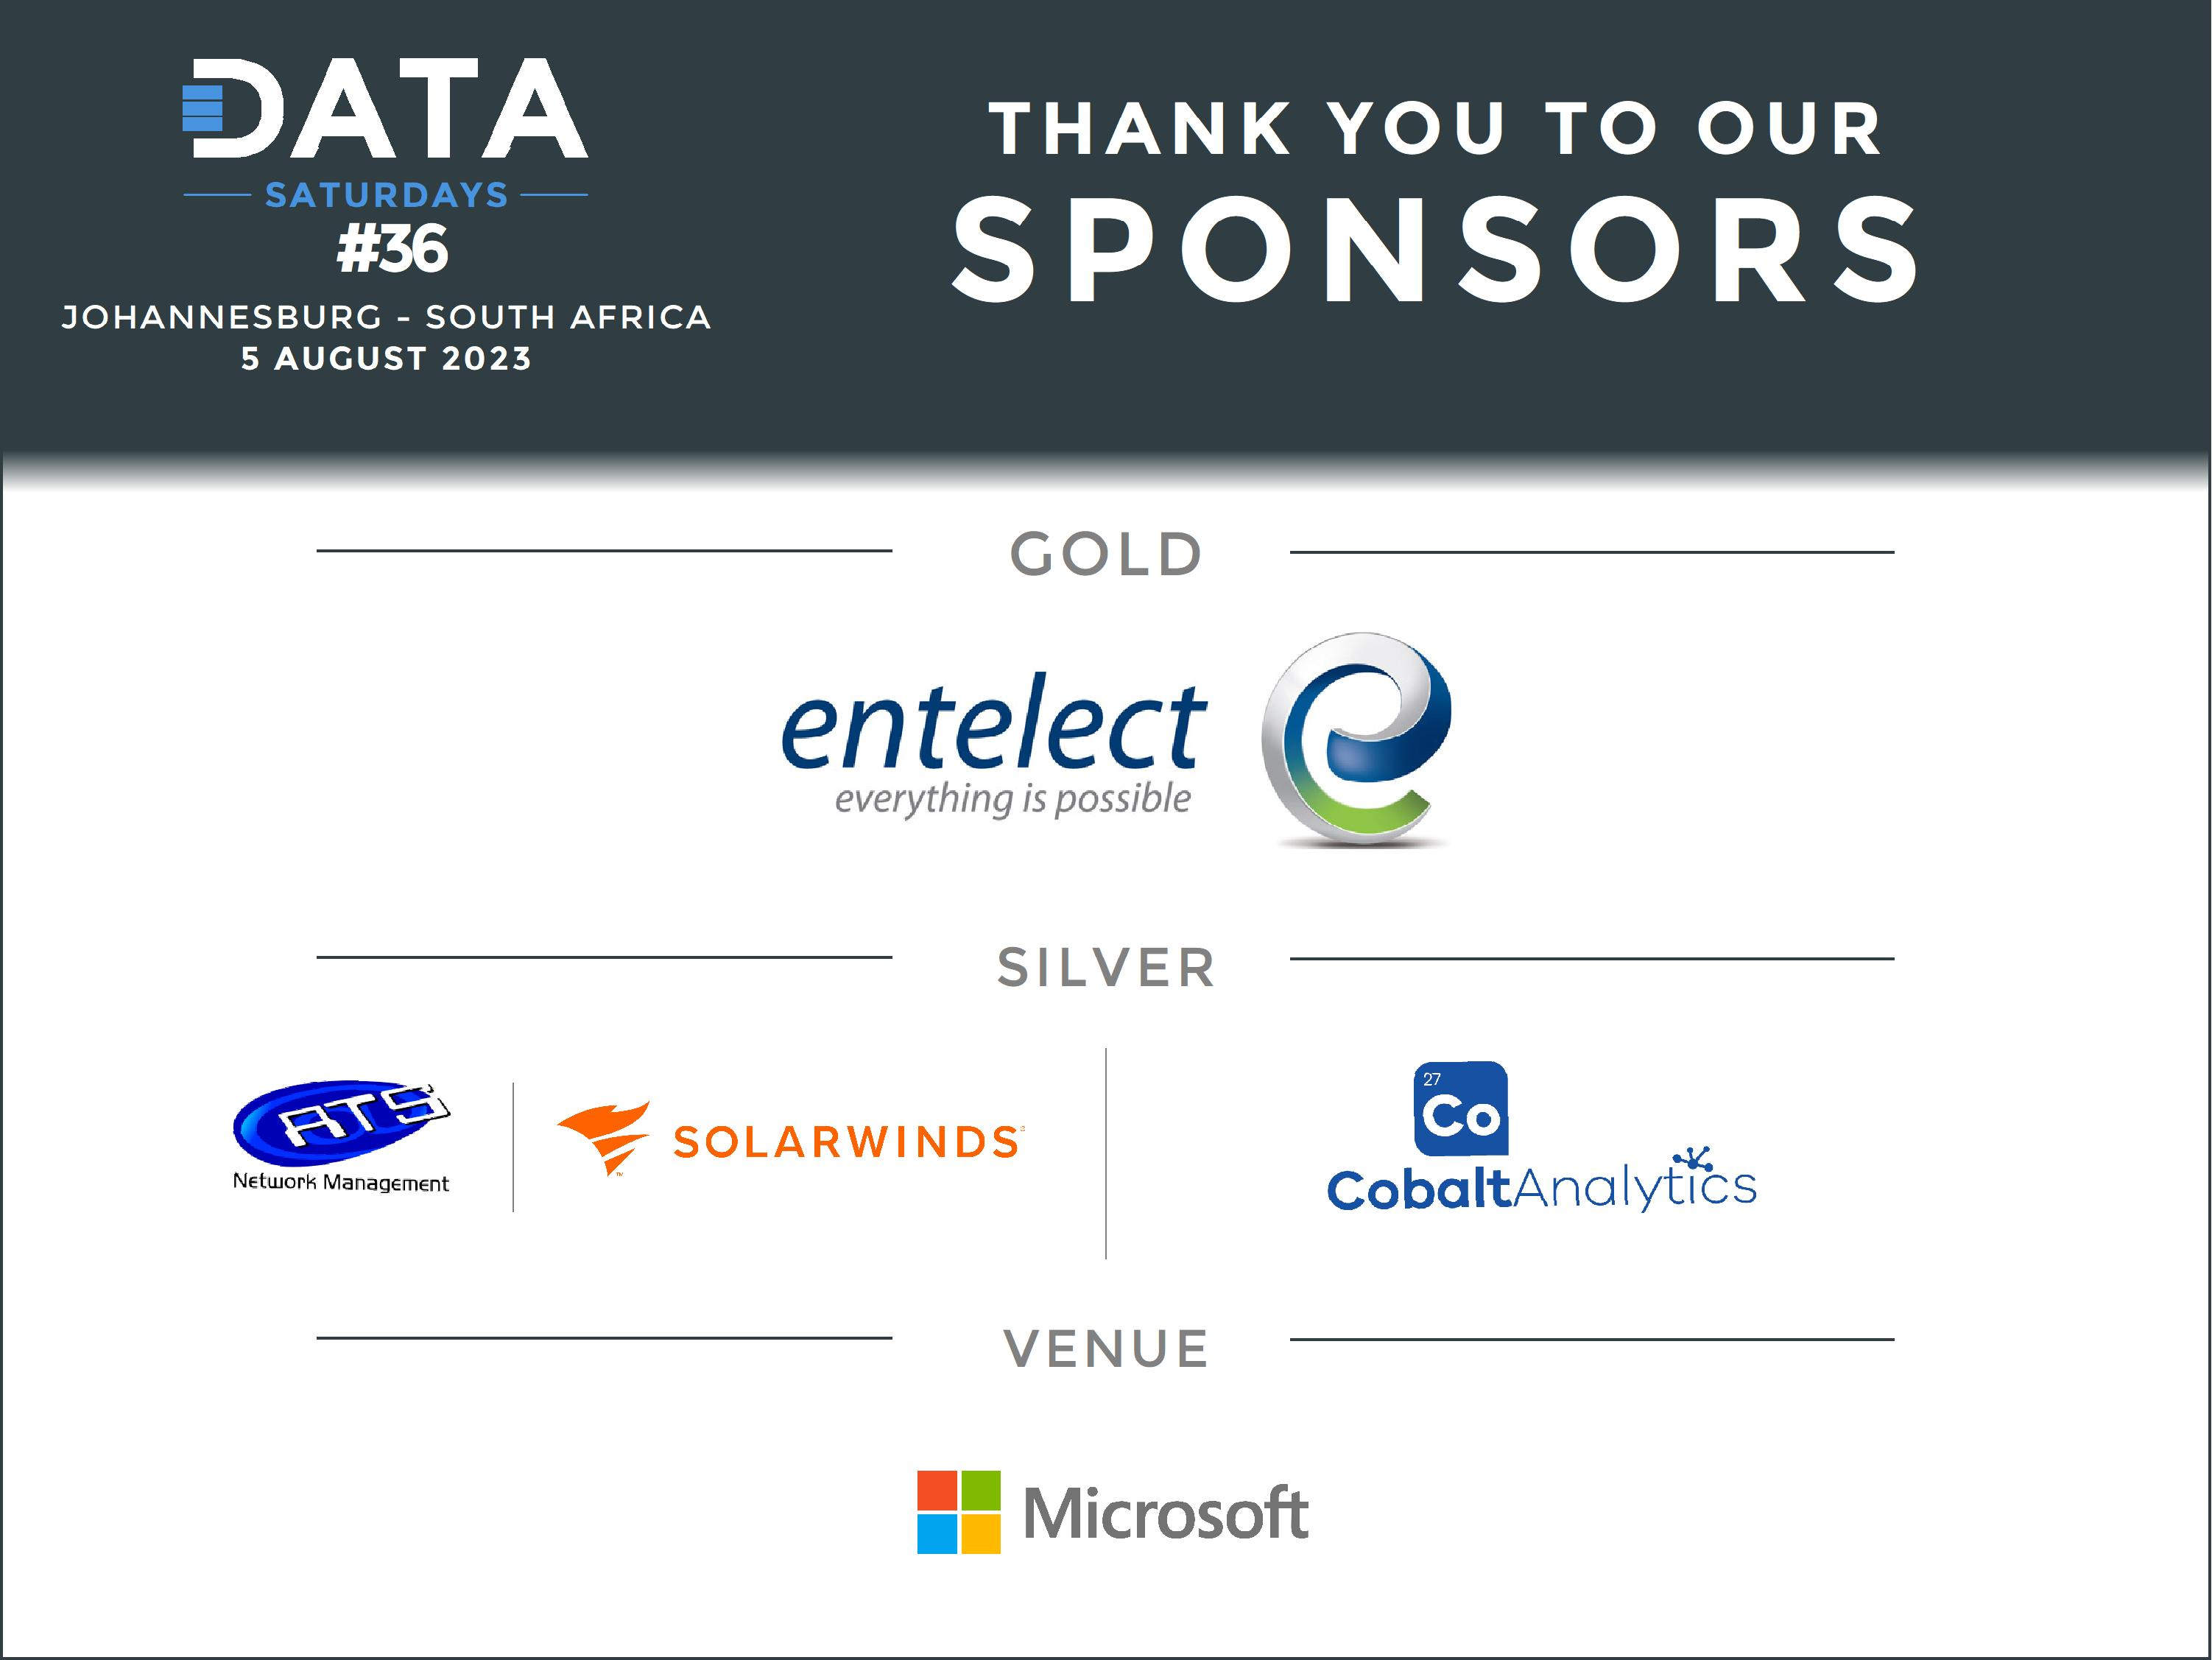 DATA
SATURDAYS
#36
JOHANNESBURG - SOUTH AFRICA
5 AUGUST 2023
THANK YOU TO OUR
SPONSORS
GOLD
entelect
everything is possible
SILVER
ATS
Network Management
SOLARWINDS
27
Co
CobaltAnalytics
VENUE
Microsoft